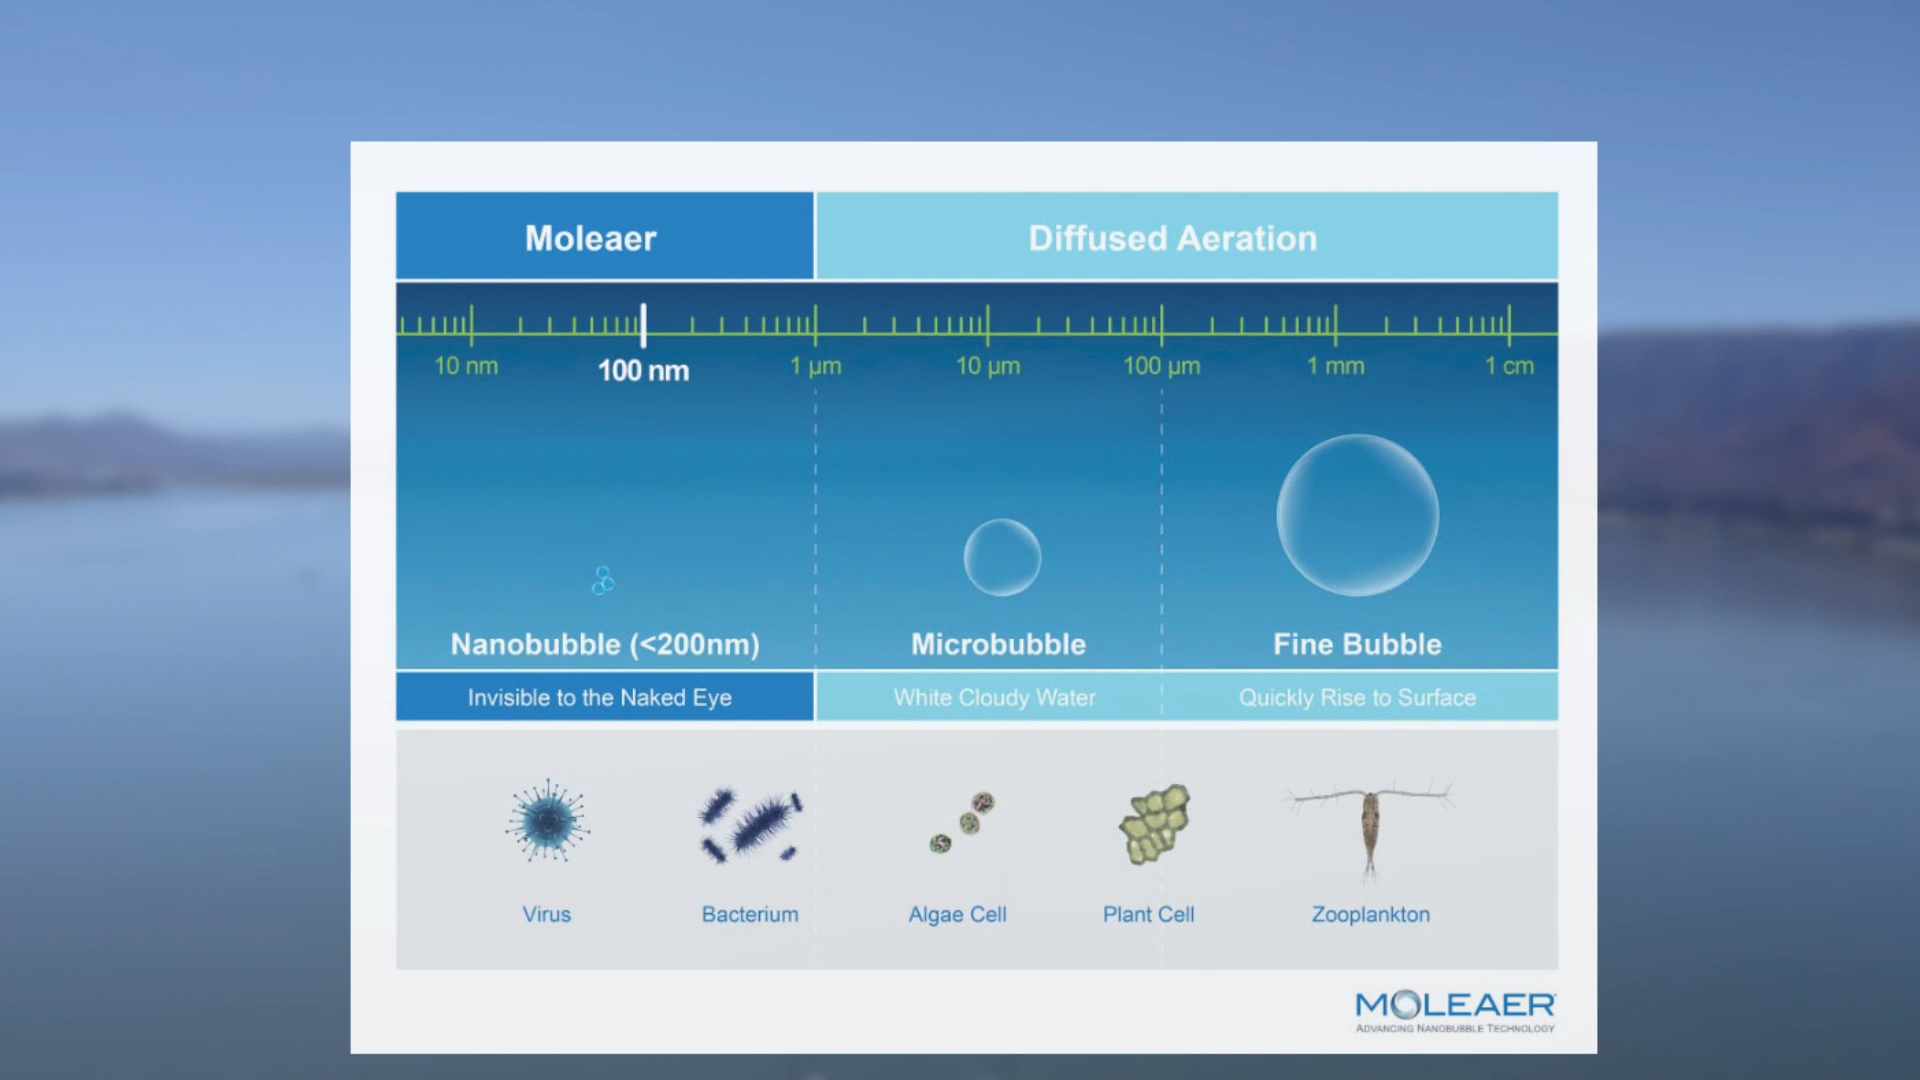 Moleaer
Diffused Aeration
10 nm
100 nm
1 µm
10 µm
100 µm
1 mm
1 cm
Nanobubble (<200nm)
Microbubble
Fine Bubble
Invisible to the Naked Eye
White Cloudy Water
Quickly Rise to Surface
Virus
Bacterium
Algae Cell
Plant Cell
Zooplankton
MOLEAER
ADVANCING NANOBUBBLE TECHNOLOGY